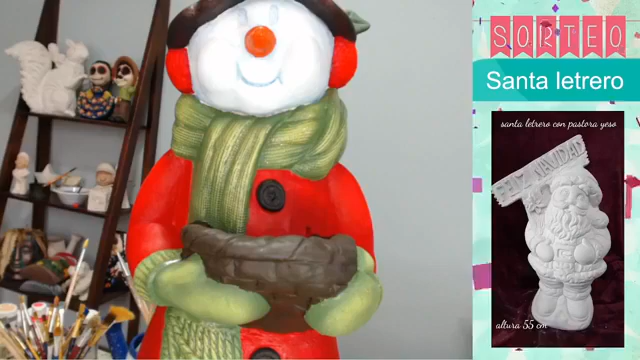 SORTEO
Santa letrero
santa letrero con pastora yeso
FELIZ NAVIDAD
altura 55 cm